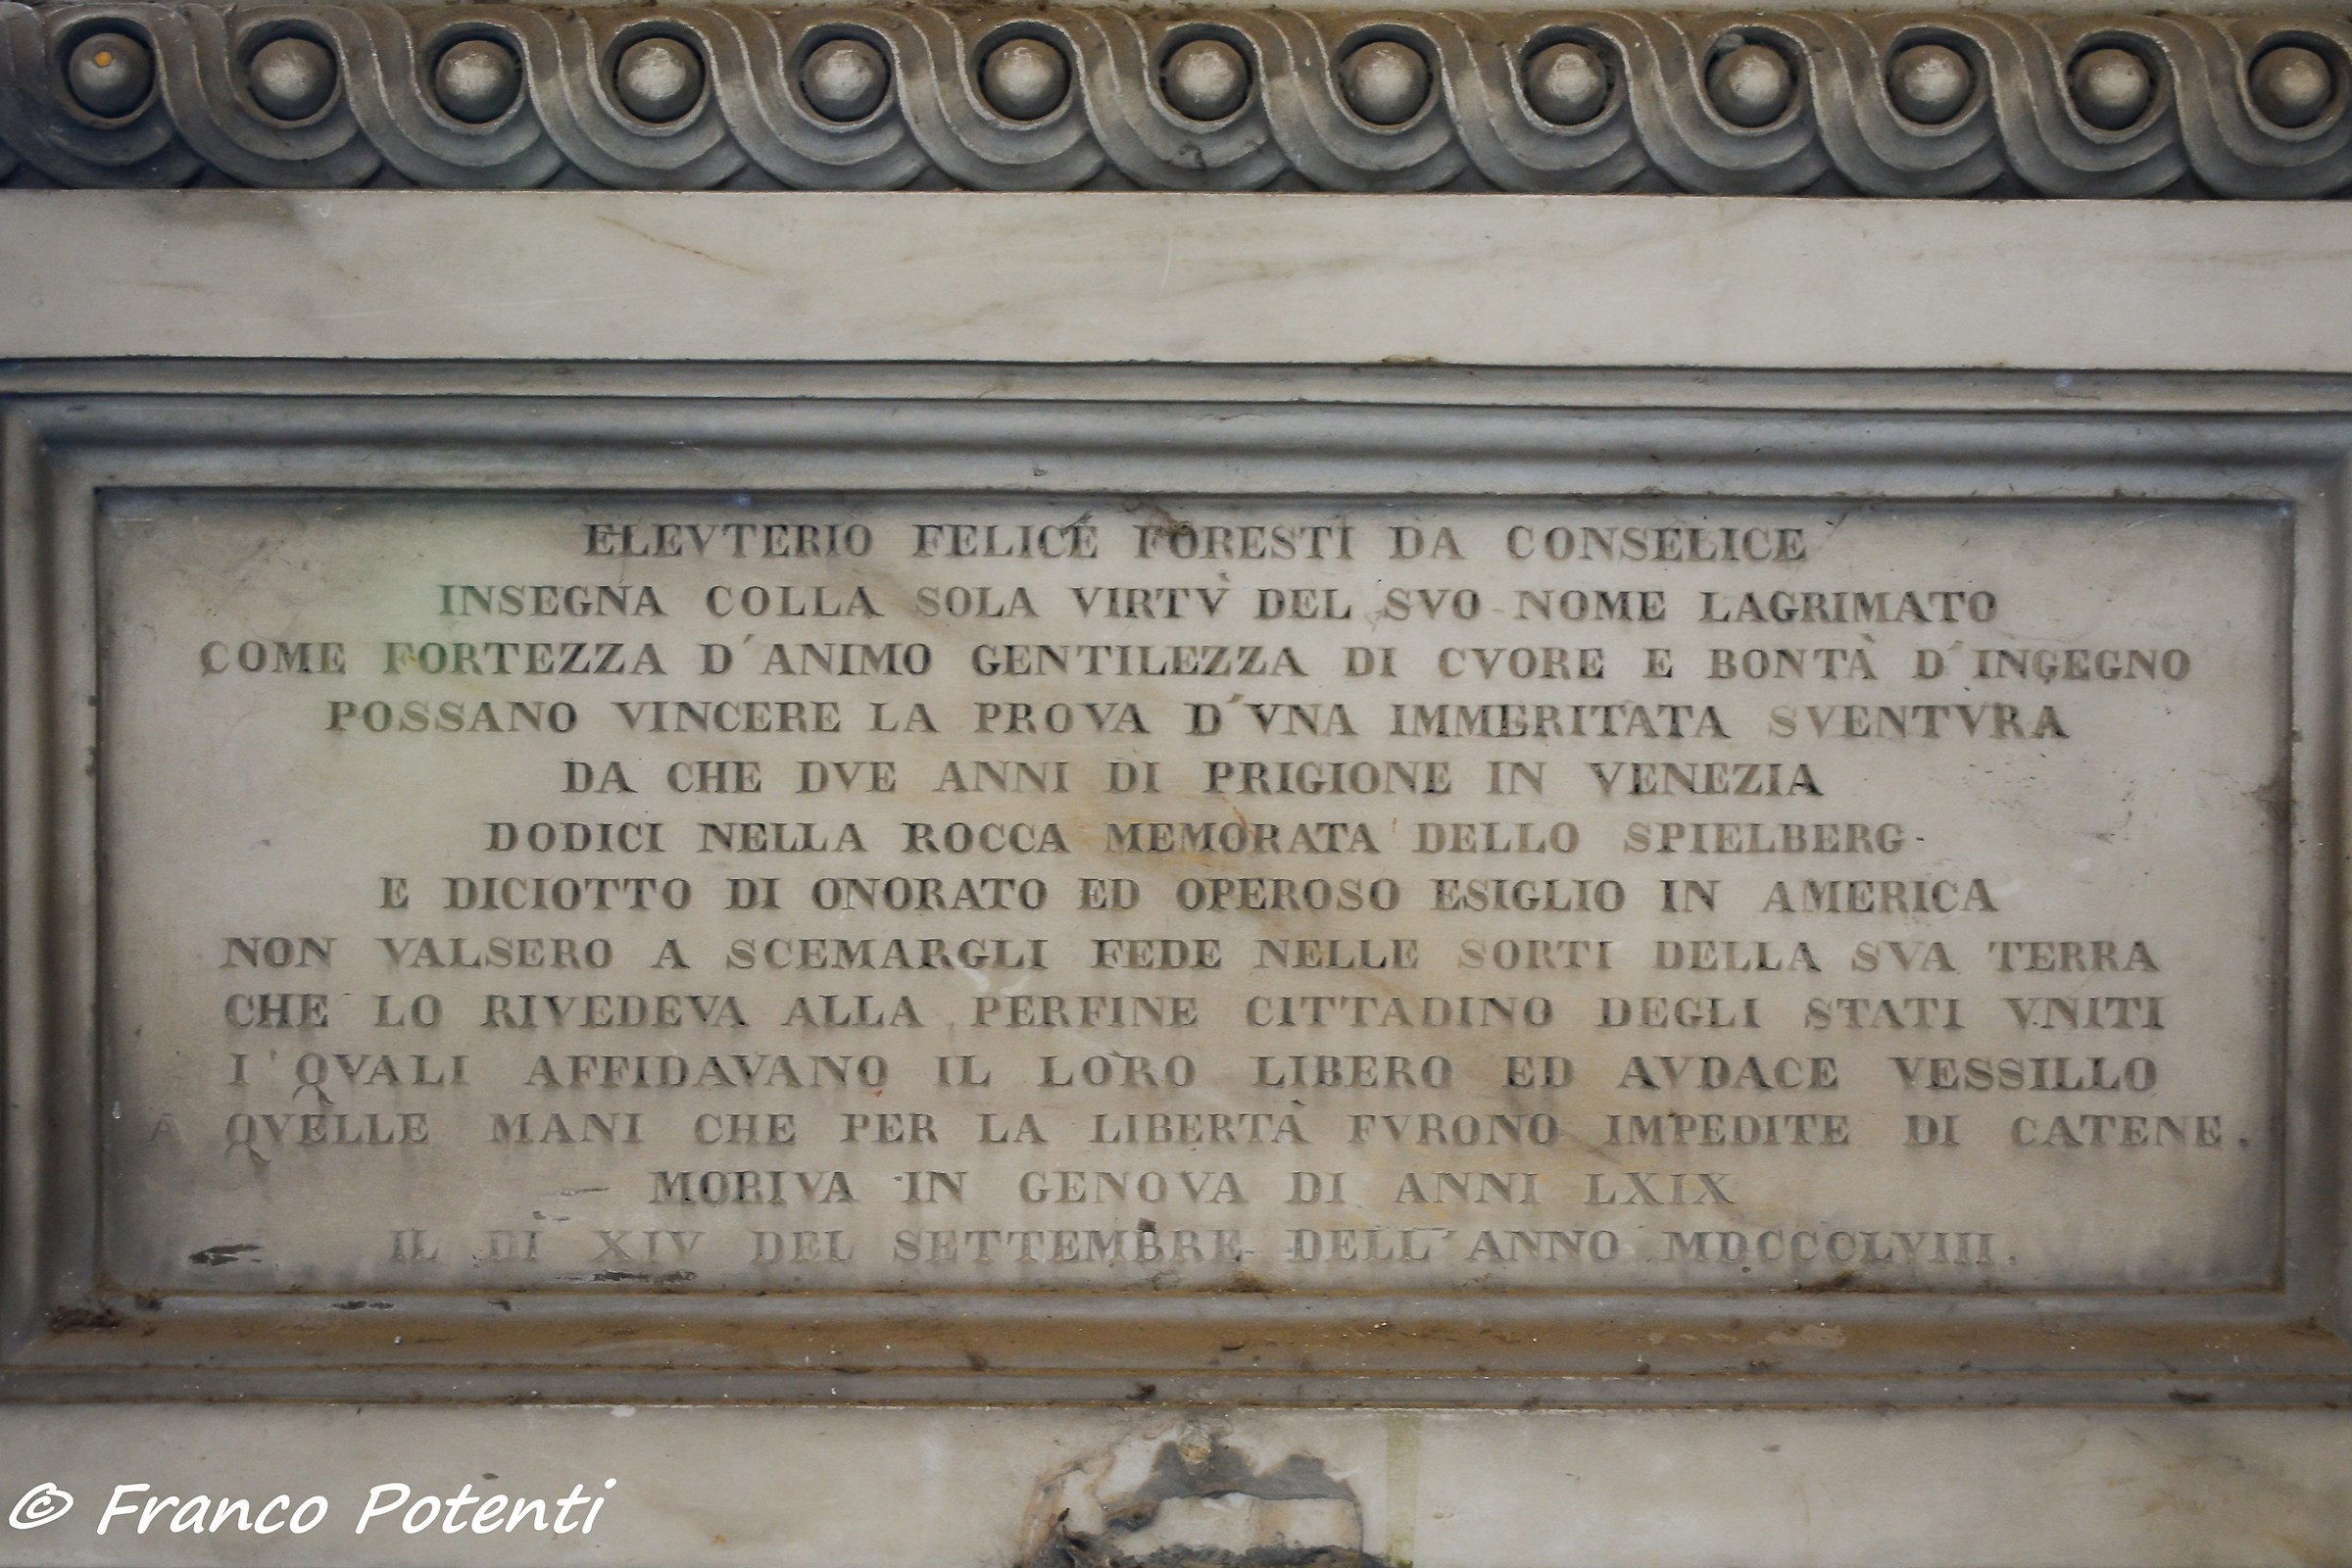 ELEVTERIO FELICE FORESTI DA CONSELICE
INSEGNA COLLA SOLA VIRTV̀ DEL SVO NOME LAGRIMATO
COME FORTEZZA D'ANIMO GENTILEZZA DI CVORE E BONTÀ D'INGEGNO
POSSANO VINCERE LA PROVA D'VNA IMMERITATA SVENTVRA
DA CHE DVE ANNI DI PRIGIONE IN VENEZIA
DODICI NELLA ROCCA MEMORATA DELLO SPIELBERG
E DICIOTTO DI ONORATO ED OPEROSO ESIGLIO IN AMERICA
NON VALSERO A SCEMARGLI FEDE NELLE SORTI DELLA SVA TERRA
CHE LO RIVEDEVA ALLA PERFINE CITTADINO DEGLI STATI VNITI
I QVALI AFFIDAVANO IL LORO LIBERO ED AVDACE VESSILLO
A QVELLE MANI CHE PER LA LIBERTÀ FVRONO IMPEDITE DI CATENE.
MORIVA IN GENOVA DI ANNI LXIX
IL DÌ XIV DEL SETTEMBRE DELL'ANNO MDCCCLVIII.
© Franco Potenti